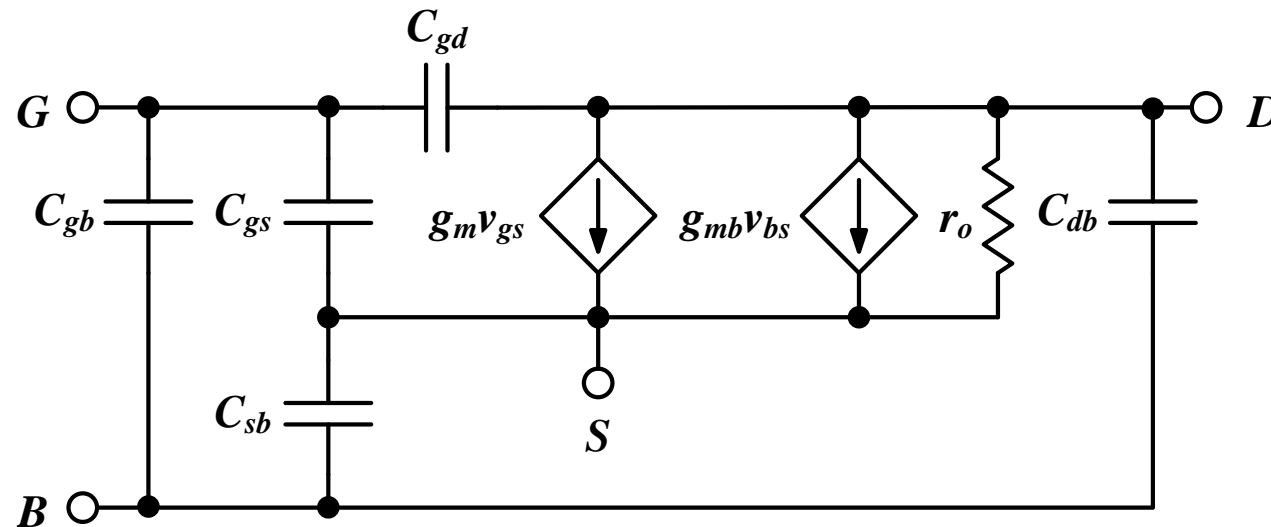 C_gd
G
D
C_gb
C_gs
g_m v_gs
g_mb v_bs
r_o
C_db
C_sb
S
B